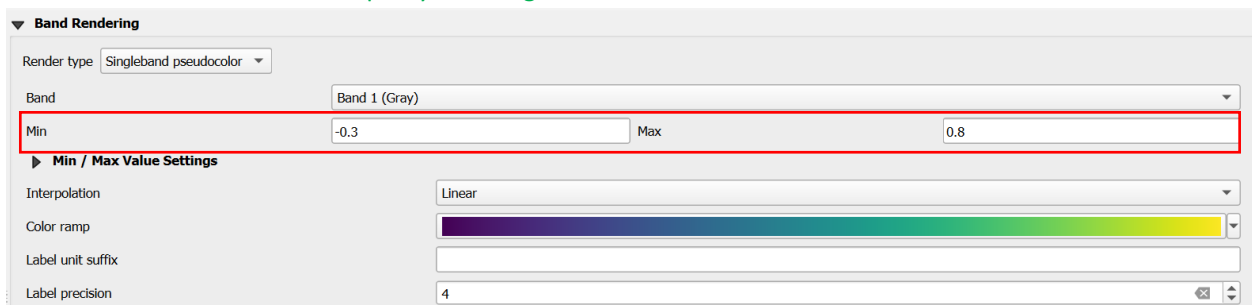 Band Rendering
Render type Singleband pseudocolor
Band Band 1 (Gray)
Min -0.3 Max 0.8
Min / Max Value Settings
Interpolation Linear
Color ramp
Label unit suffix
Label precision 4